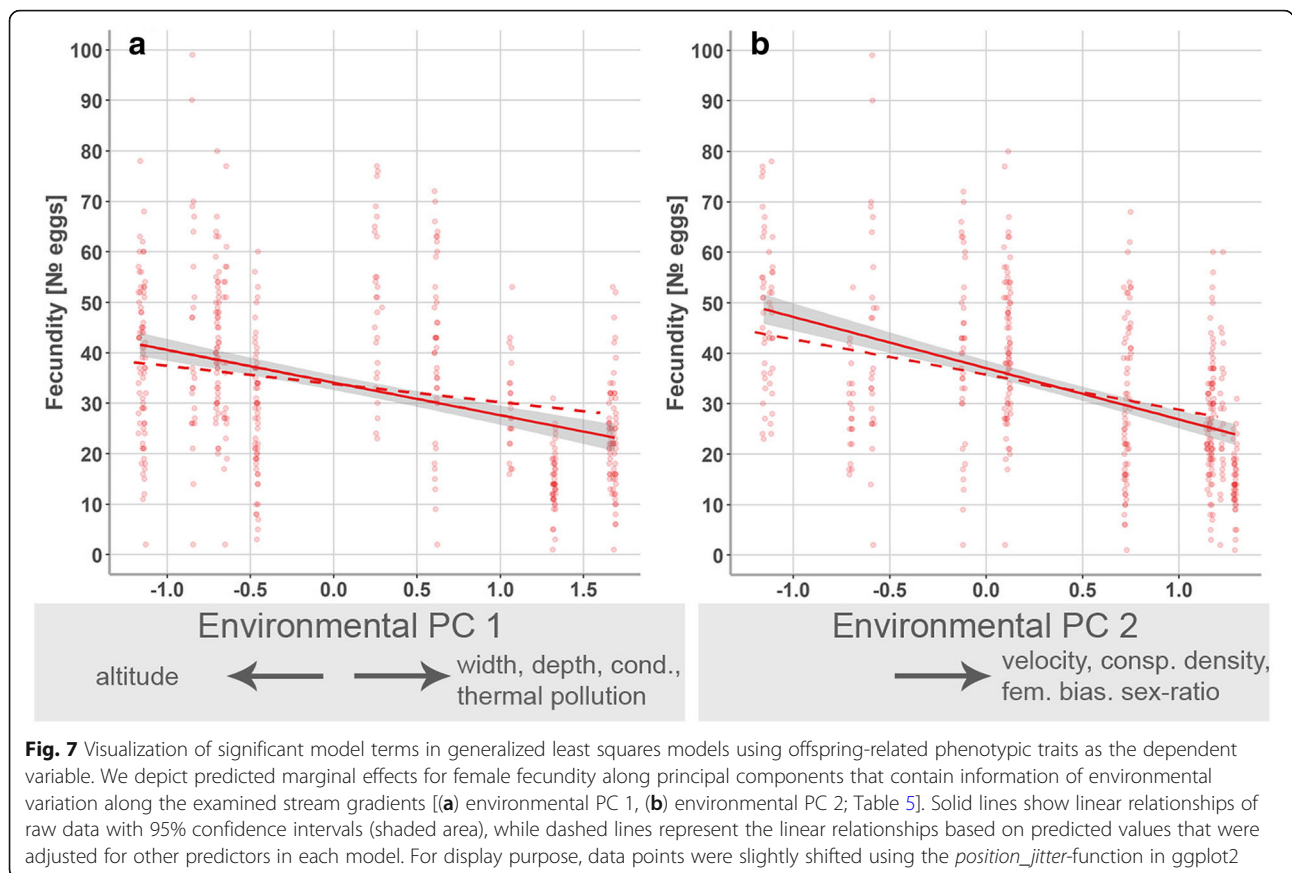 a
b
Fecundity [№ eggs]
100
90
80
70
60
50
40
30
20
10
0
-1.0 -0.5 0.0 0.5 1.0 1.5
Environmental PC 1
altitude
width, depth, cond.,
thermal pollution
Fecundity [№ eggs]
100
90
80
70
60
50
40
30
20
10
0
-1.0 -0.5 0.0 0.5 1.0
Environmental PC 2
velocity, consp. density,
fem. bias. sex-ratio
Fig. 7 Visualization of significant model terms in generalized least squares models using offspring-related phenotypic traits as the dependent
variable. We depict predicted marginal effects for female fecundity along principal components that contain information of environmental
variation along the examined stream gradients [(a) environmental PC 1, (b) environmental PC 2; Table 5]. Solid lines show linear relationships of
raw data with 95% confidence intervals (shaded area), while dashed lines represent the linear relationships based on predicted values that were
adjusted for other predictors in each model. For display purpose, data points were slightly shifted using the position_jitter-function in ggplot2